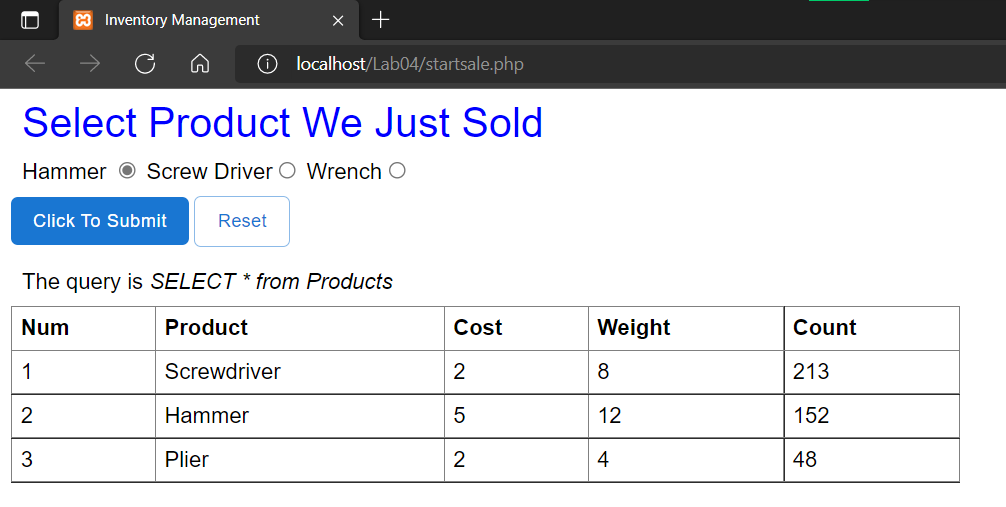 Inventory Management
localhost/Lab04/startsale.php
Select Product We Just Sold
Hammer Screw Driver Wrench
Click To Submit Reset
The query is SELECT * from Products
Num Product Cost Weight Count
1 Screwdriver 2 8 213
2 Hammer 5 12 152
3 Plier 2 4 48